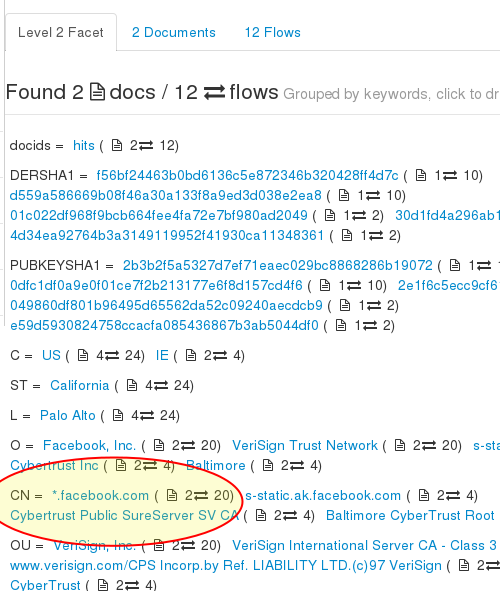 Level 2 Facet 2 Documents 12 Flows
Found 2 docs / 12 flows Grouped by keywords, click to dr
docids = hits ( 2 12)
DERSHA1 = f56bf24463b0bd6136c5e872346b320428ff4d7c ( 1 10)
d559a586669b08f46a30a133f8a9ed3d038e2ea8 ( 1 10)
01c022df968f9bcb664fee4fa72e7bf980ad2049 ( 1 2) 30d1fd4a296ab1
4d34ea92764b3a3149119952f41930ca11348361 ( 1 2)
PUBKEYSHA1 = 2b3b2f5a5327d7ef71eaec029bc8868286b19072 ( 1
0dfc1df0a9e0f01ce7f2b213177e6f8d157cd4f6 ( 1 10) 2e1f6c5ecc9cf6
049860df801b96495d65562da52c09240aecdcb9 ( 1 2)
e59d5930824758ccacfa085436867b3ab5044df0 ( 1 2)
C = US ( 4 24) IE ( 2 4)
ST = California ( 4 24)
L = Palo Alto ( 4 24)
O = Facebook, Inc. ( 2 20) VeriSign Trust Network ( 2 20) s-sta
Cybertrust Inc ( 2 4) Baltimore ( 2 4)
CN = *.facebook.com ( 2 20) s-static.ak.facebook.com ( 2 4)
Cybertrust Public SureServer SV CA ( 2 4) Baltimore CyberTrust Root
OU = VeriSign, Inc. ( 2 20) VeriSign International Server CA - Class 3
www.verisign.com/CPS Incorp.by Ref. LIABILITY LTD.(c)97 VeriSign ( 2
CyberTrust ( 2 4)